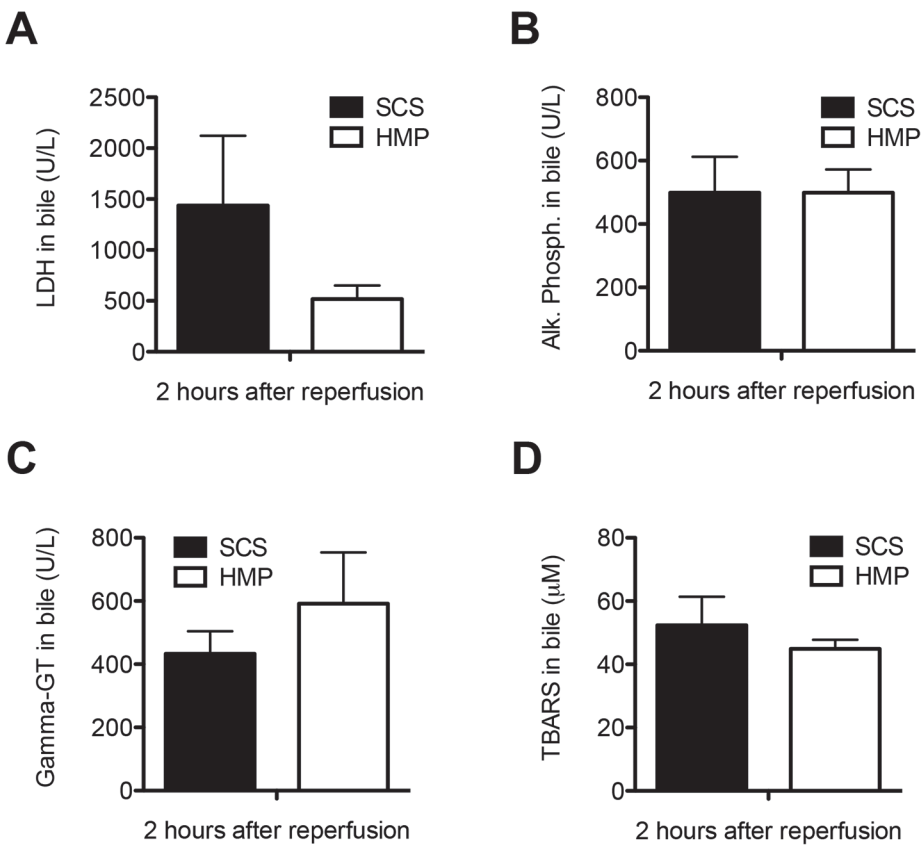 A
LDH in bile (U/L)
2500
2000
1500
1000
500
0
SCS
HMP
2 hours after reperfusion
B
Alk. Phosph. in bile (U/L)
800
600
400
200
0
SCS
HMP
2 hours after reperfusion
C
Gamma-GT in bile (U/L)
800
600
400
200
0
SCS
HMP
2 hours after reperfusion
D
TBARS in bile (μM)
80
60
40
20
0
SCS
HMP
2 hours after reperfusion